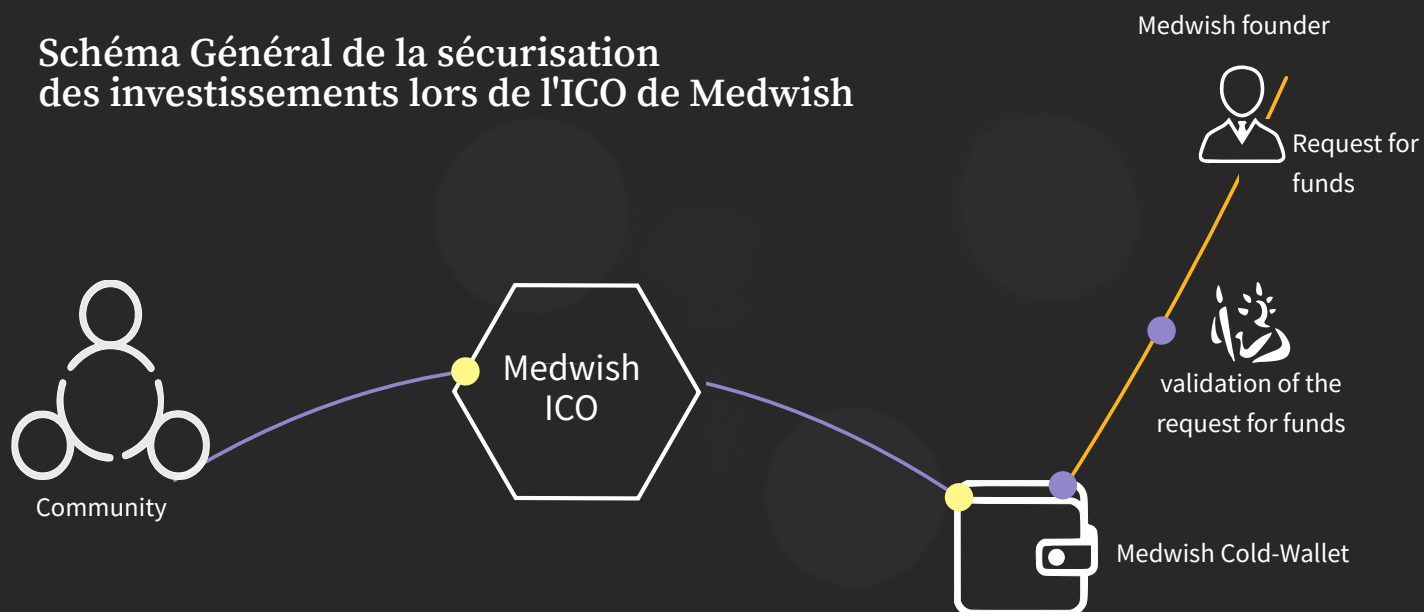 Schéma Général de la sécurisation
des investissements lors de l'ICO de Medwish
Medwish founder
Request for
funds
Medwish
ICO
validation of the
request for funds
Community
Medwish Cold-Wallet